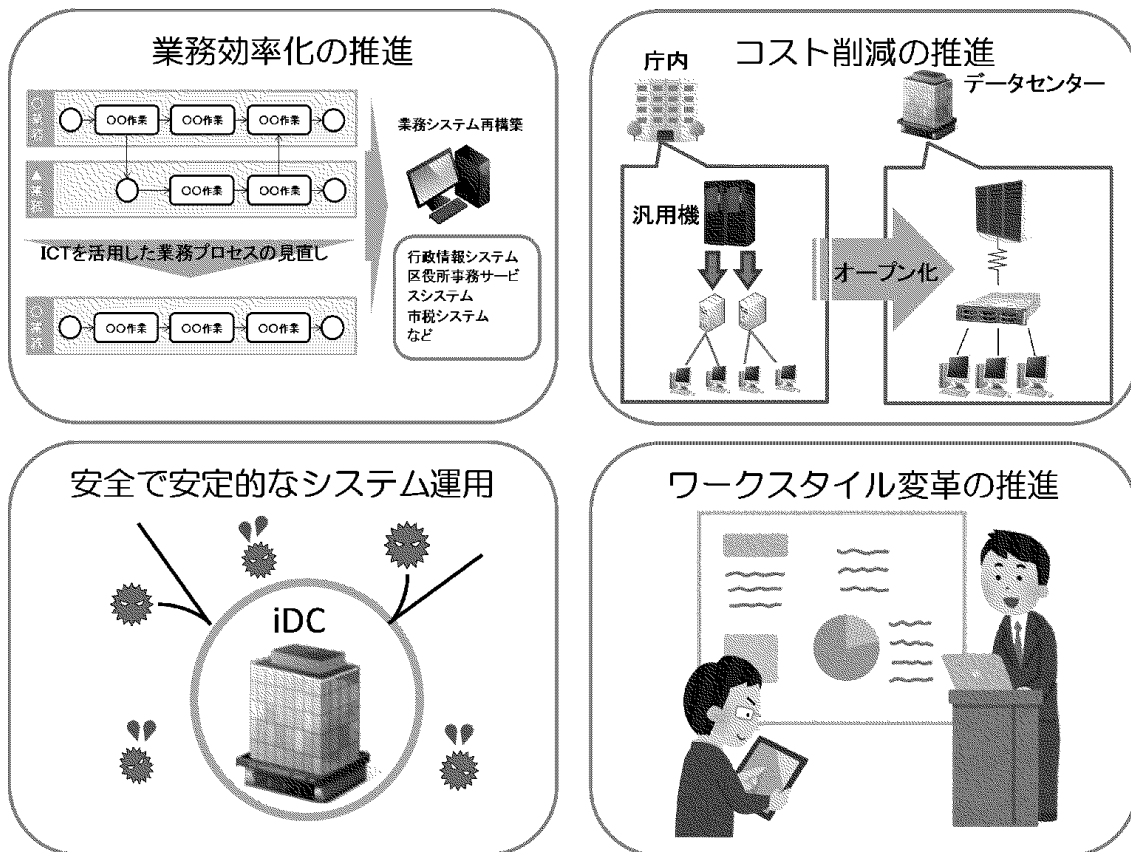 業務効率化の推進
○業務
○○作業
○○作業
○○作業
▲業務
○○作業
○○作業
ICTを活用した業務プロセスの見直し
○業務
○○作業
○○作業
○○作業
業務システム再構築
行政情報システム
区役所事務サービ
スシステム
市税システム
など
コスト削減の推進
庁内
データセンター
汎用機
オープン化
安全で安定的なシステム運用
iDC
ワークスタイル変革の推進